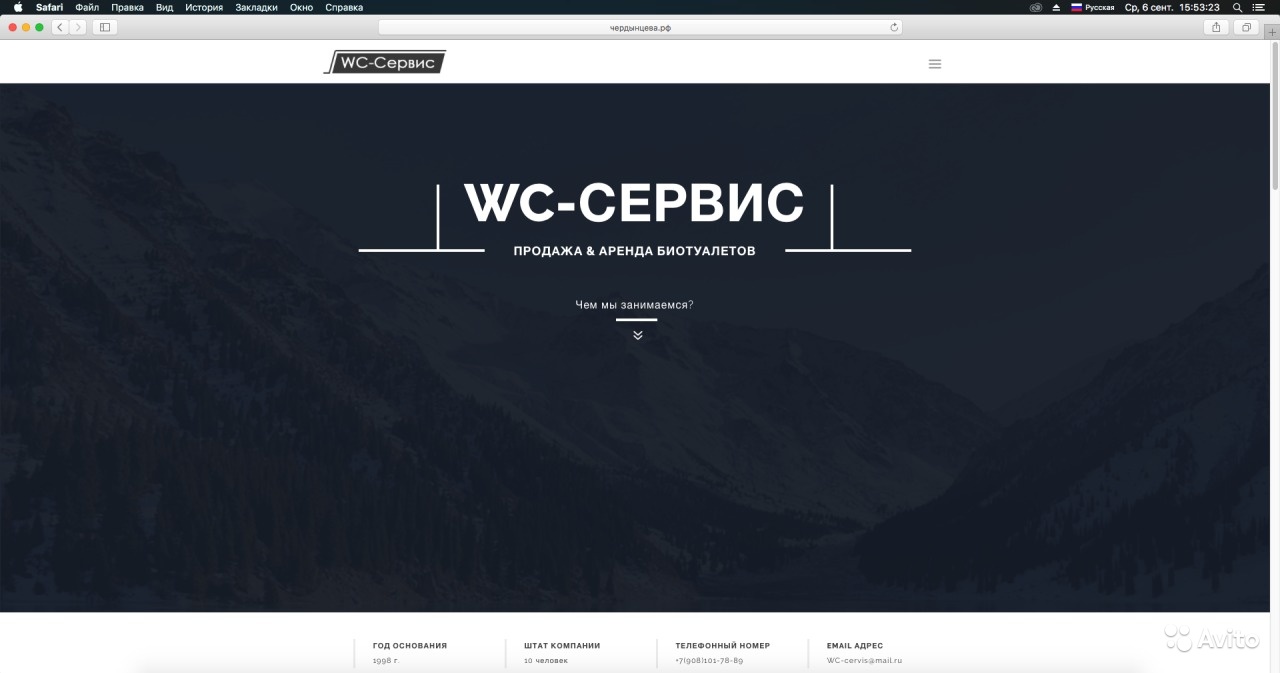 Safari Файл Правка Вид История Закладки Окно Справка Русская Ср, 6 сент. 15:53:23
чердынцева.рф
WC-Сервис
WC-СЕРВИС
ПРОДАЖА & АРЕНДА БИОТУАЛЕТОВ
Чем мы занимаемся?
ГОД ОСНОВАНИЯ ШТАТ КОМПАНИИ ТЕЛЕФОННЫЙ НОМЕР EMAIL АДРЕС
1998 г. 10 человек +7(908)101-78-89 WC-cervis@mail.ru
Avito